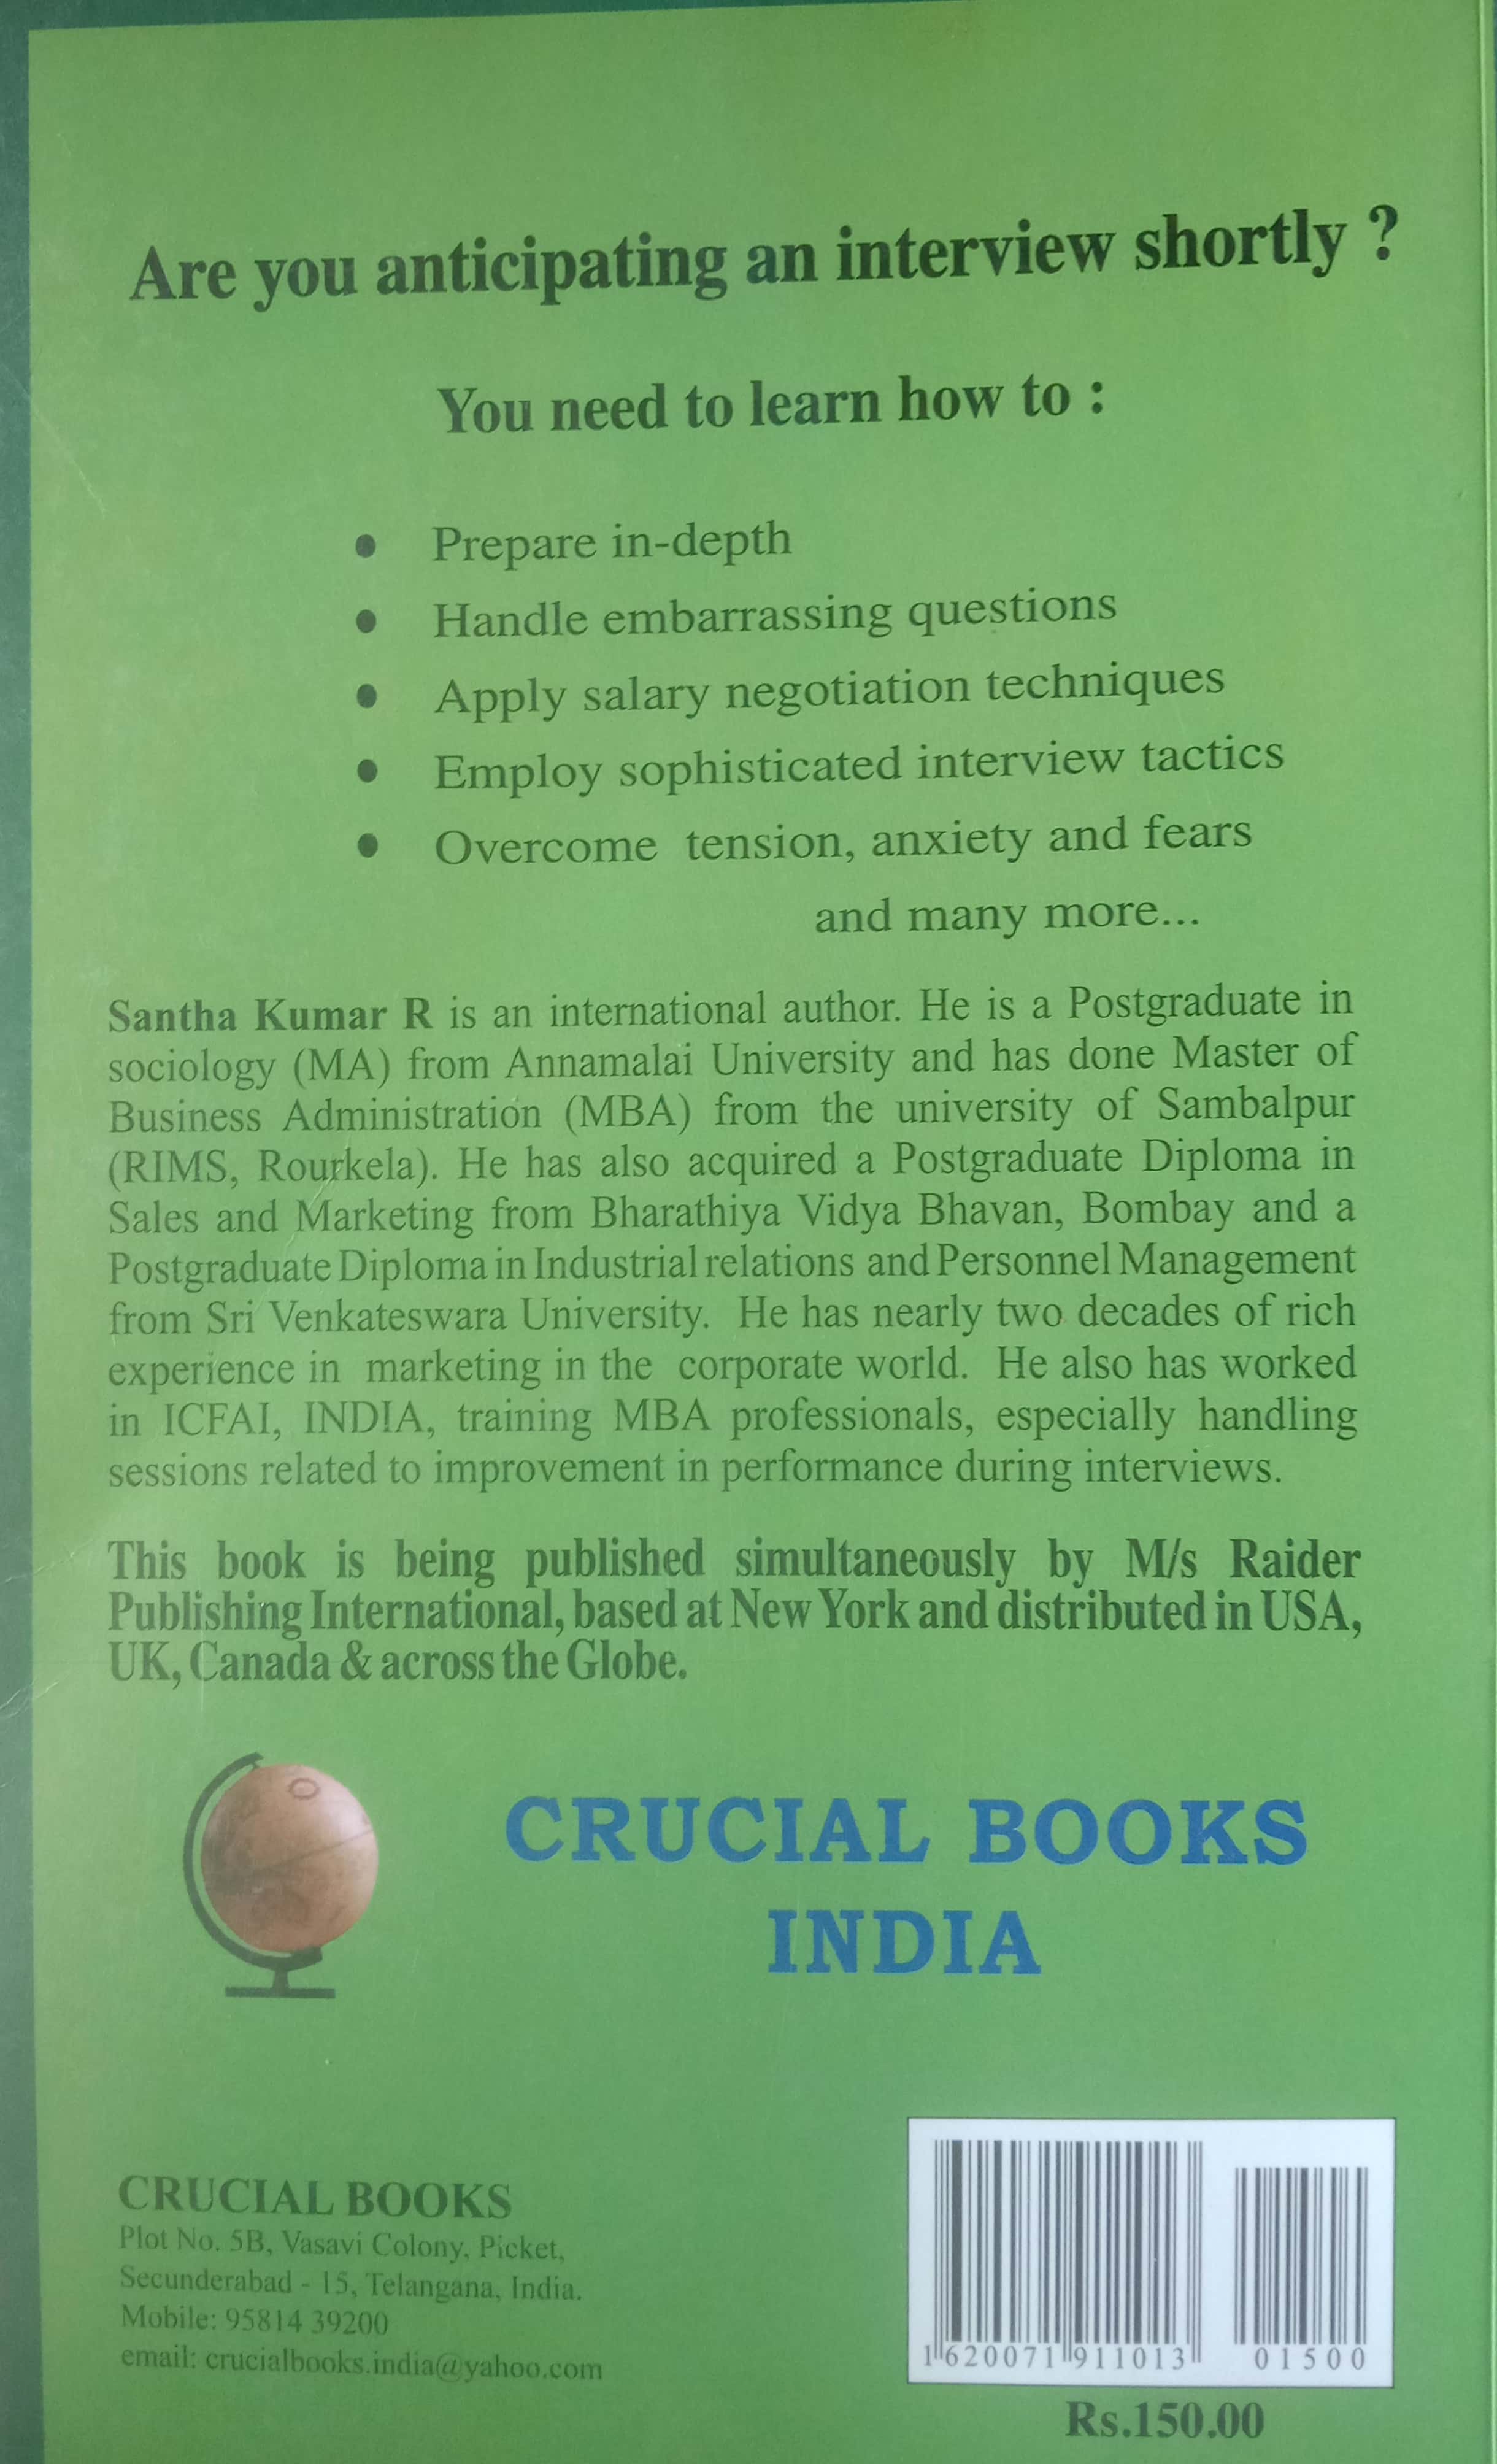 Are you anticipating an interview shortly ?
You need to learn how to :
• Prepare in-depth
• Handle embarrassing questions
• Apply salary negotiation techniques
• Employ sophisticated interview tactics
• Overcome tension, anxiety and fears
and many more...
Santha Kumar R is an international author. He is a Postgraduate in
sociology (MA) from Annamalai University and has done Master of
Business Administration (MBA) from the university of Sambalpur
(RIMS, Rourkela). He has also acquired a Postgraduate Diploma in
Sales and Marketing from Bharathiya Vidya Bhavan, Bombay and a
Postgraduate Diploma in Industrial relations and Personnel Management
from Sri Venkateswara University. He has nearly two decades of rich
experience in marketing in the corporate world. He also has worked
in ICFAI, INDIA, training MBA professionals, especially handling
sessions related to improvement in performance during interviews.
This book is being published simultaneously by M/s Raider
Publishing International, based at New York and distributed in USA,
UK, Canada & across the Globe.
CRUCIAL BOOKS
INDIA
CRUCIAL BOOKS
Plot No. 5B, Vasavi Colony, Picket,
Secunderabad - 15, Telangana, India.
Mobile: 95814 39200
email: crucialbooks.india@yahoo.com
1 620071 911013 01500
Rs.150.00